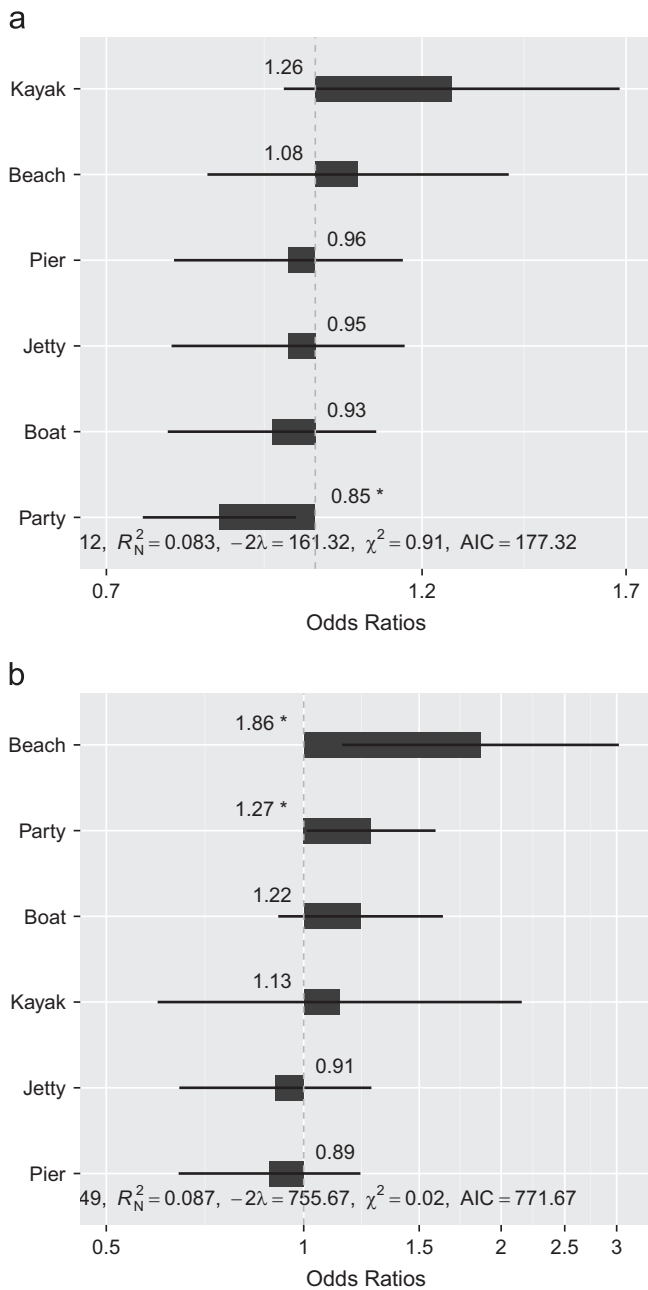 a
1.26
Kayak
1.08
Beach
0.96
Pier
0.95
Jetty
0.93
Boat
0.85 *
Party
12, R²_N = 0.083, −2λ = 161.32, χ² = 0.91, AIC = 177.32
0.7 1.2 1.7
Odds Ratios
b
1.86 *
Beach
1.27 *
Party
1.22
Boat
1.13
Kayak
0.91
Jetty
0.89
Pier
49, R²_N = 0.087, −2λ = 755.67, χ² = 0.02, AIC = 771.67
0.5 1 1.5 2 2.5 3
Odds Ratios